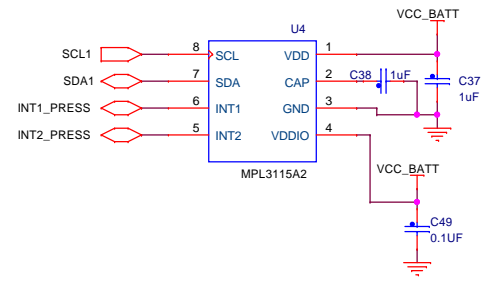 VCC_BATT
U4
SCL1 8 SCL VDD 1
SDA1 7 SDA CAP 2 C38 1uF C37
1uF
INT1_PRESS 6 INT1 GND 3
INT2_PRESS 5 INT2 VDDIO 4
MPL3115A2
VCC_BATT
C49
0.1UF